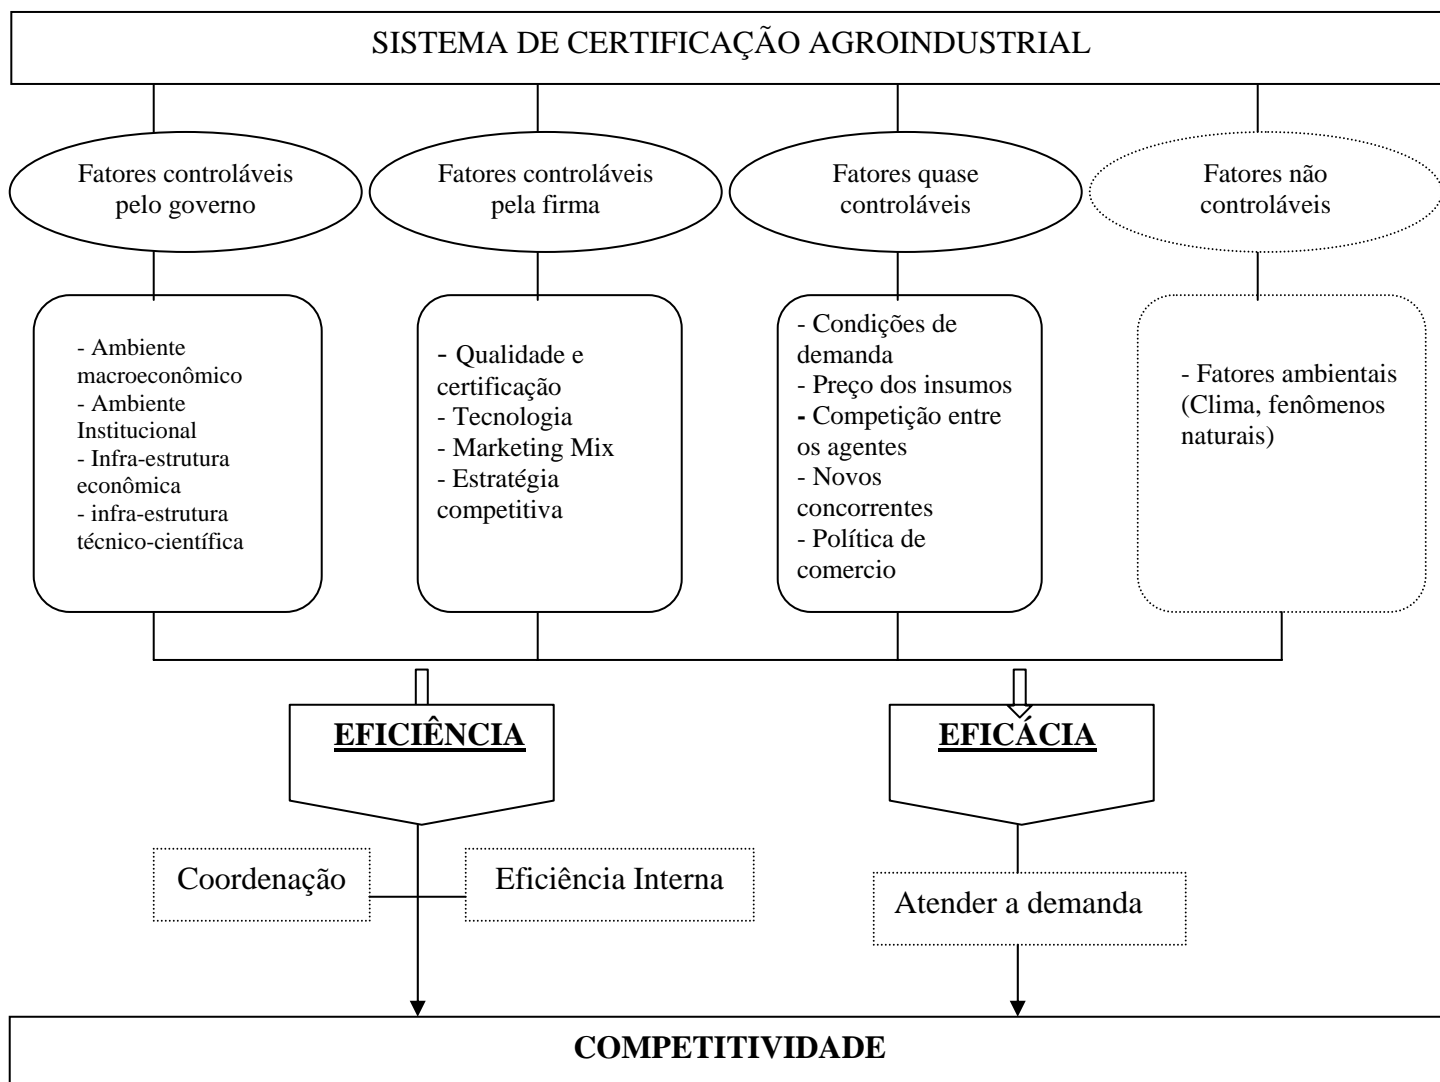 SISTEMA DE CERTIFICAÇÃO AGROINDUSTRIAL
Fatores controláveis
pelo governo
Fatores controláveis
pela firma
Fatores quase
controláveis
Fatores não
controláveis
- Ambiente
macroeconômico
- Ambiente
Institucional
- Infra-estrutura
econômica
- infra-estrutura
técnico-científica
- Qualidade e
certificação
- Tecnologia
- Marketing Mix
- Estratégia
competitiva
- Condições de
demanda
- Preço dos insumos
- Competição entre
os agentes
- Novos
concorrentes
- Política de
comercio
- Fatores ambientais
(Clima, fenômenos
naturais)
EFICIÊNCIA
EFICÁCIA
Coordenação
Eficiência Interna
Atender a demanda
COMPETITIVIDADE